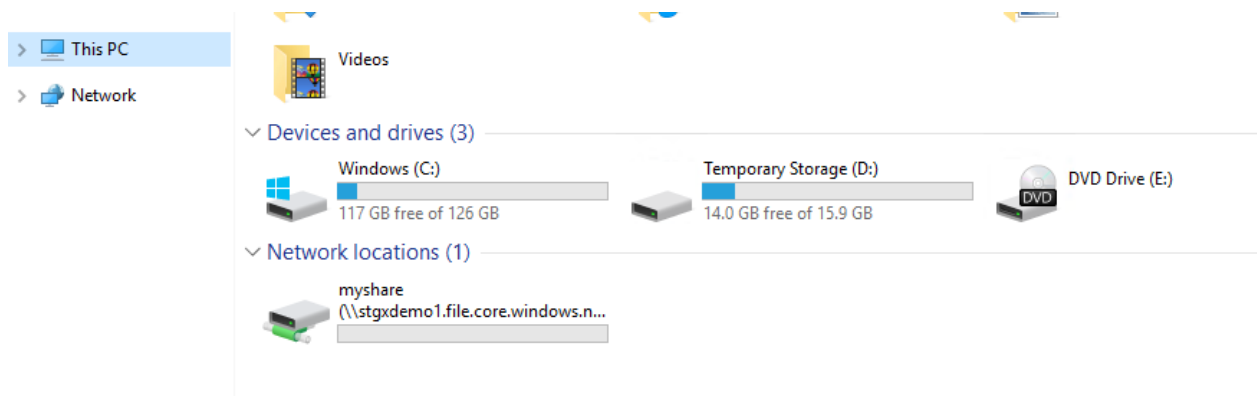 This PC
Network
Videos
Devices and drives (3)
Windows (C:)
117 GB free of 126 GB
Temporary Storage (D:)
14.0 GB free of 15.9 GB
DVD Drive (E:)
DVD
Network locations (1)
myshare
(\\stgxdemo1.file.core.windows.n...